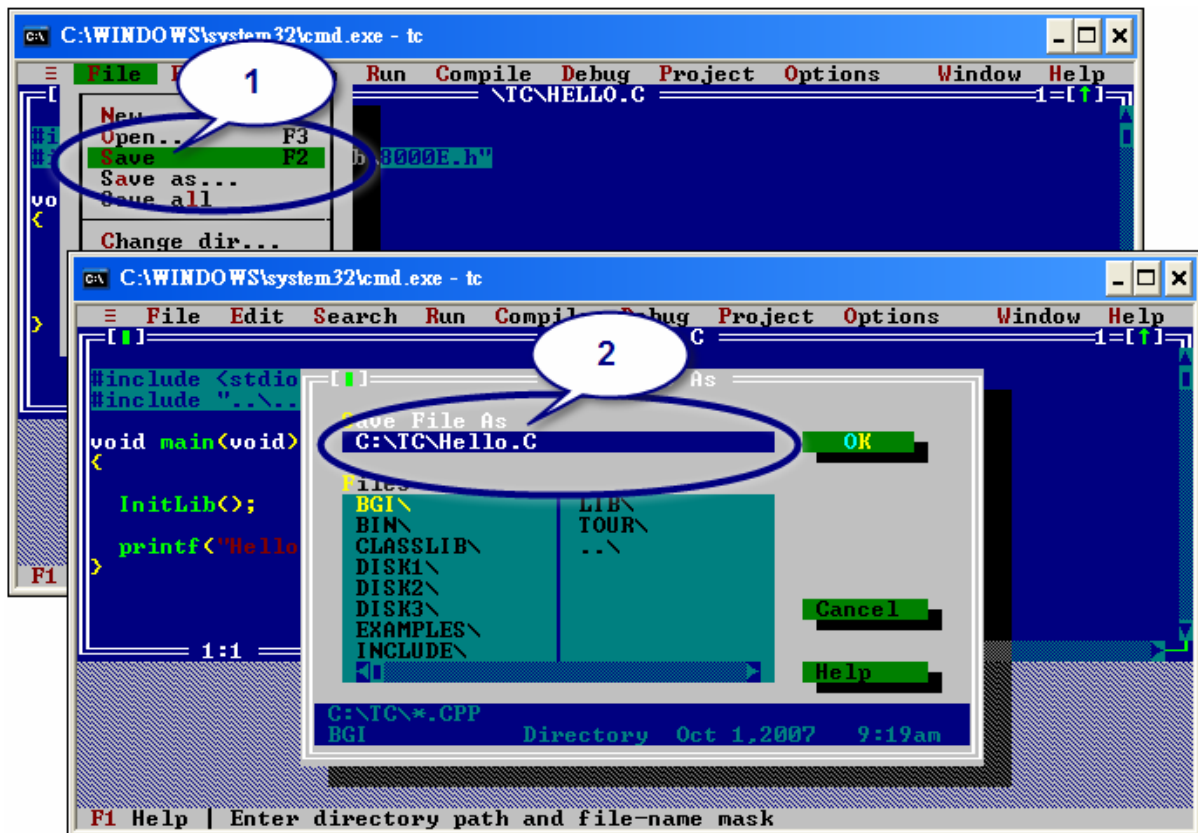 C:\WINDOWS\system32\cmd.exe - tc
1
≡ File Run Compile Debug Project Options Window Help
\TC\HELLO.C 1=[↑]
New
Open... F3
Save F2
8000E.h"
Save as...
Save all
Change dir...
{
}
F1
C:\WINDOWS\system32\cmd.exe - tc
≡ File Edit Search Run Compile Debug Project Options Window Help
2
C 1=[↑]
As
#include <stdio
#include "..\..
void main(void)
{
InitLib();
printf("Hello
}
1:1
Save File As
C:\TC\Hello.C
OK
Files
BGI\ LIB\
BIN\ TOUR\
CLASSLIB\ ..\
DISK1\
DISK2\
DISK3\
EXAMPLES\
INCLUDE\
Cancel
Help
C:\TC\*.CPP
BGI Directory Oct 1,2007 9:19am
F1 Help | Enter directory path and file-name mask